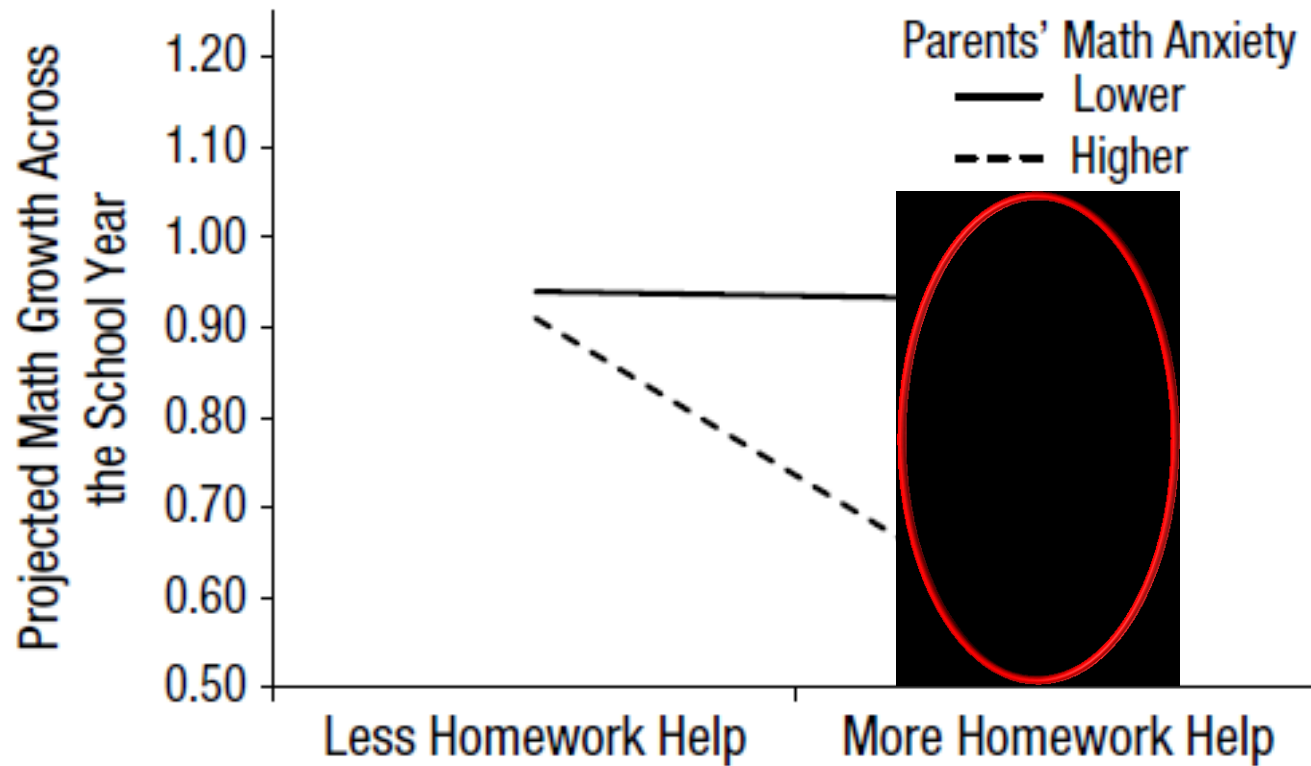 Projected Math Growth Across
the School Year
1.20
1.10
1.00
0.90
0.80
0.70
0.60
0.50
Parents’ Math Anxiety
Lower
Higher
Less Homework Help
More Homework Help